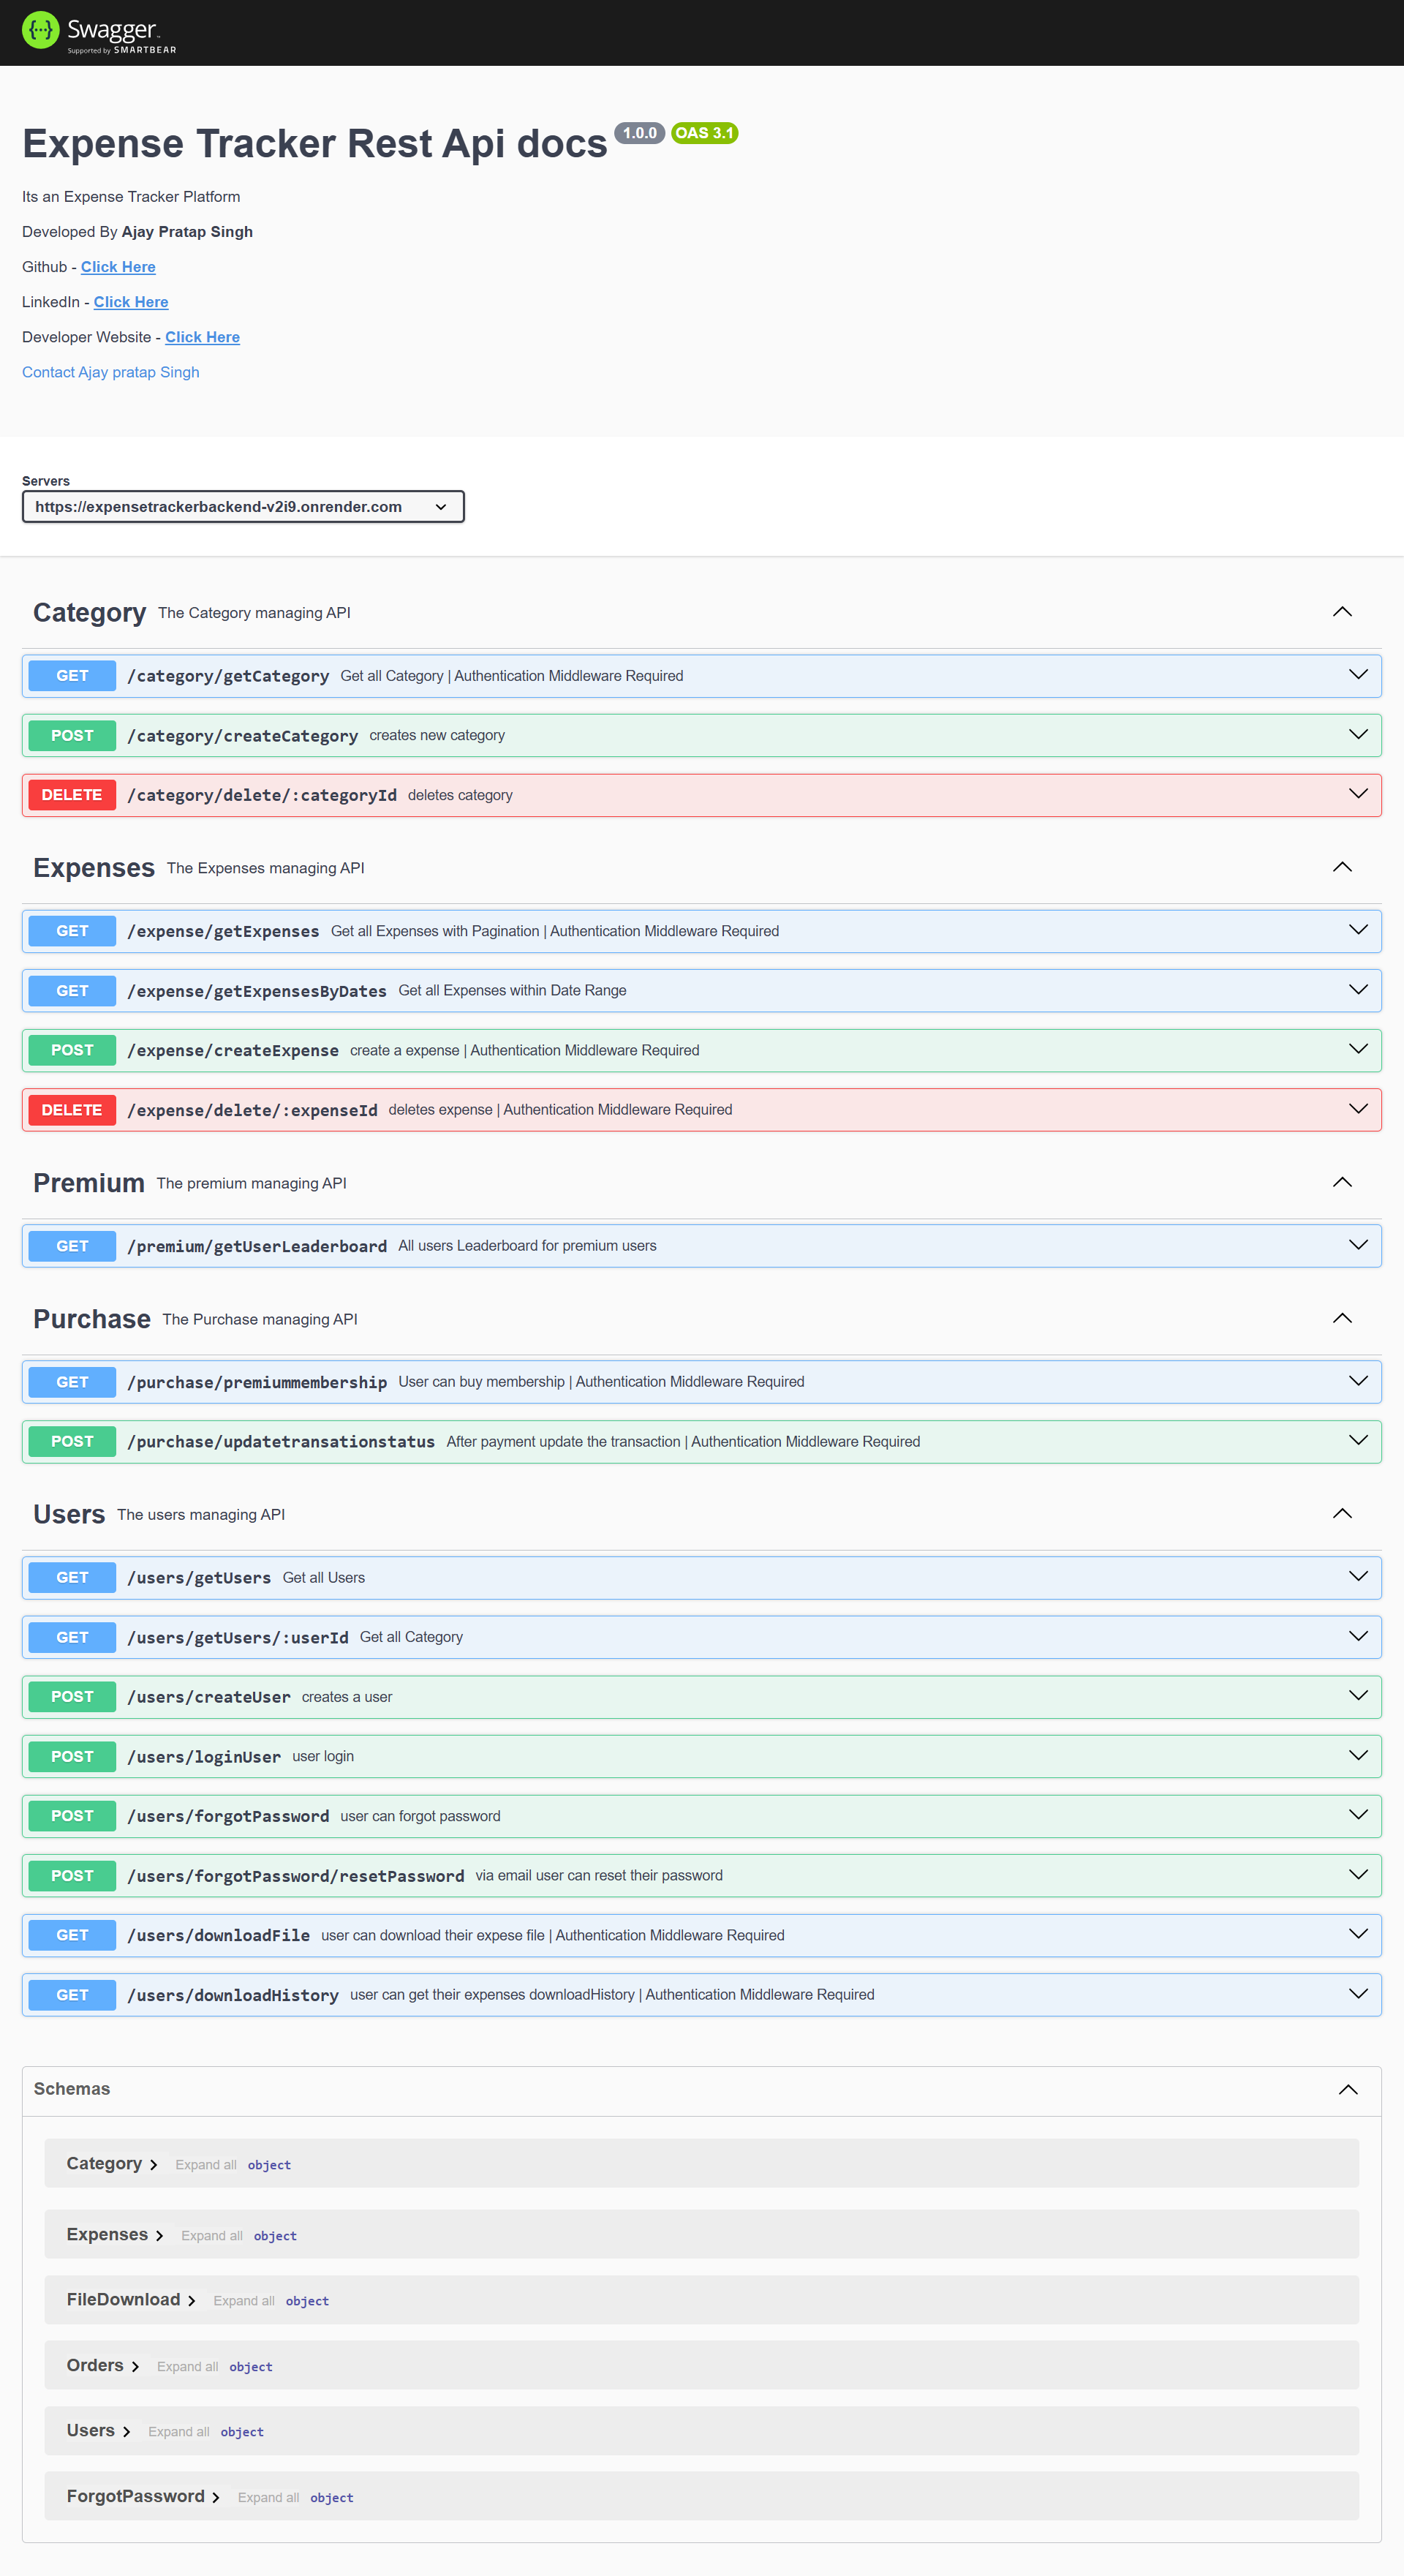 Swagger™
Supported by SMARTBEAR
Expense Tracker Rest Api docs 1.0.0 OAS 3.1
Its an Expense Tracker Platform
Developed By Ajay Pratap Singh
Github - Click Here
LinkedIn - Click Here
Developer Website - Click Here
Contact Ajay pratap Singh
Servers
https://expensetrackerbackend-v2i9.onrender.com
Category The Category managing API
GET /category/getCategory Get all Category | Authentication Middleware Required
POST /category/createCategory creates new category
DELETE /category/delete/:categoryId deletes category
Expenses The Expenses managing API
GET /expense/getExpenses Get all Expenses with Pagination | Authentication Middleware Required
GET /expense/getExpensesByDates Get all Expenses within Date Range
POST /expense/createExpense create a expense | Authentication Middleware Required
DELETE /expense/delete/:expenseId deletes expense | Authentication Middleware Required
Premium The premium managing API
GET /premium/getUserLeaderboard All users Leaderboard for premium users
Purchase The Purchase managing API
GET /purchase/premiummembership User can buy membership | Authentication Middleware Required
POST /purchase/updatetransationstatus After payment update the transaction | Authentication Middleware Required
Users The users managing API
GET /users/getUsers Get all Users
GET /users/getUsers/:userId Get all Category
POST /users/createUser creates a user
POST /users/loginUser user login
POST /users/forgotPassword user can forgot password
POST /users/forgotPassword/resetPassword via email user can reset their password
GET /users/downloadFile user can download their expese file | Authentication Middleware Required
GET /users/downloadHistory user can get their expenses downloadHistory | Authentication Middleware Required
Schemas
Category Expand all object
Expenses Expand all object
FileDownload Expand all object
Orders Expand all object
Users Expand all object
ForgotPassword Expand all object